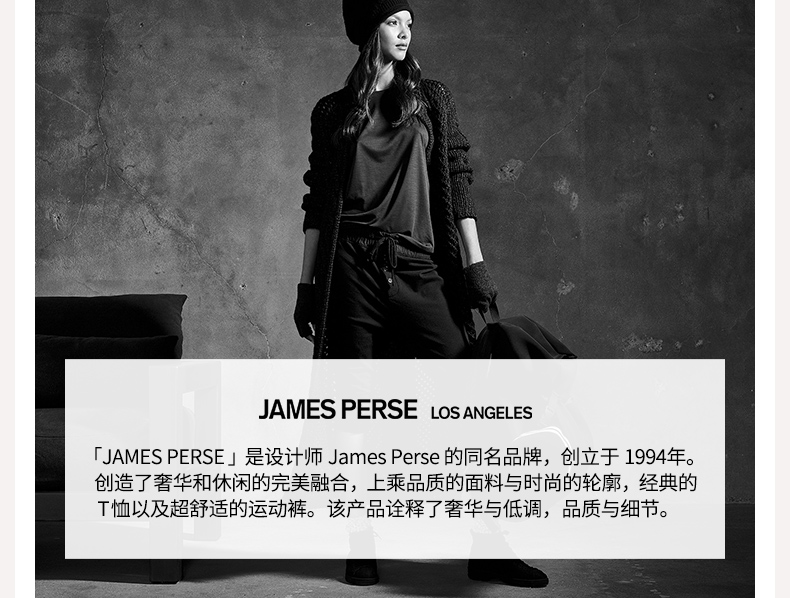 JAMES PERSE LOS ANGELES
「JAMES PERSE」是设计师 James Perse 的同名品牌，创立于 1994年。
创造了奢华和休闲的完美融合，上乘品质的面料与时尚的轮廓，经典的
T恤以及超舒适的运动裤。该产品诠释了奢华与低调，品质与细节。